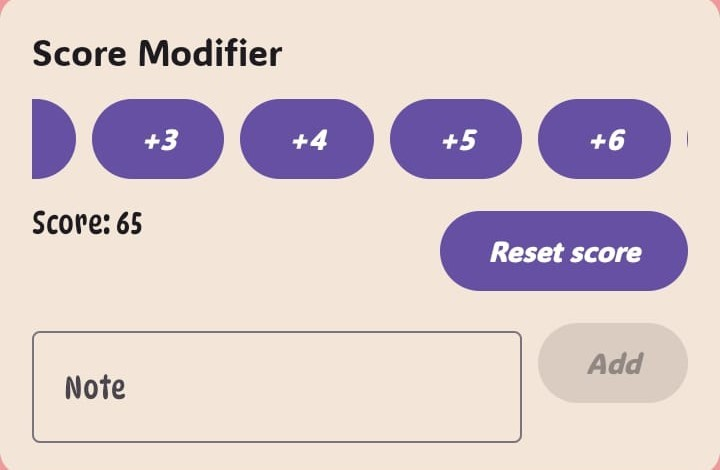 Score Modifier
+3 +4 +5 +6
Score: 65
Reset score
Note
Add